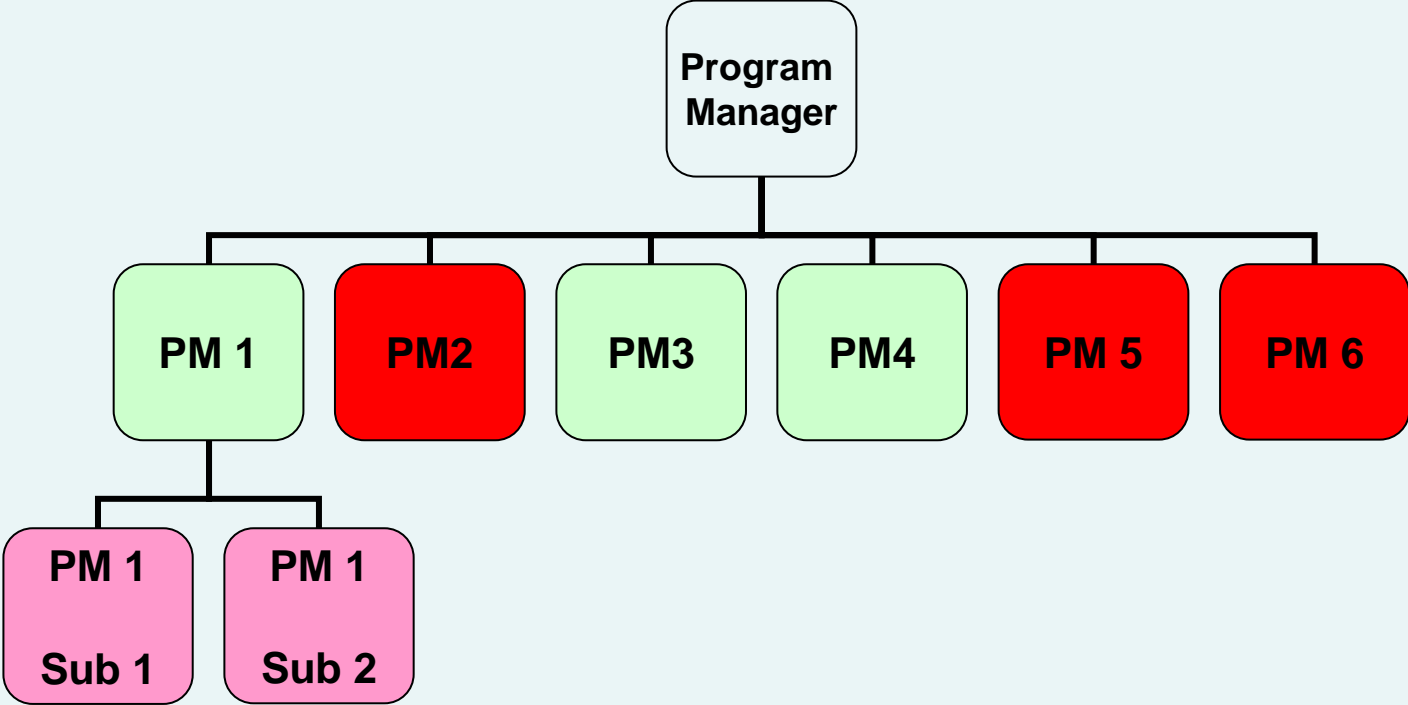 Program
Manager
PM 1
PM2
PM3
PM4
PM 5
PM 6
PM 1
Sub 1
PM 1
Sub 2